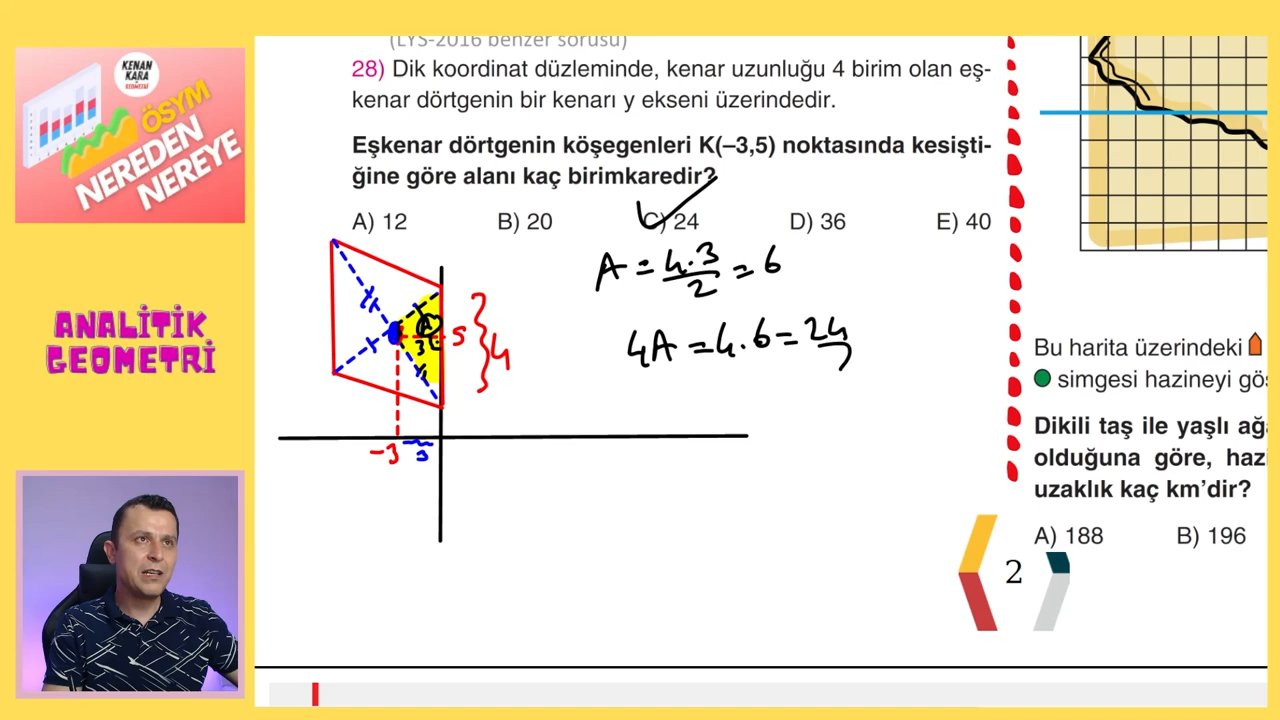 (LYS-2016 benzer sorusu)
28) Dik koordinat düzleminde, kenar uzunluğu 4 birim olan eş-
kenar dörtgenin bir kenarı y ekseni üzerindedir.
Eşkenar dörtgenin köşegenleri K(–3,5) noktasında kesişti-
ğine göre alanı kaç birimkaredir?
A) 12 B) 20 C) 24 D) 36 E) 40
A = 4.3/2 = 6
4A = 4.6 = 24
A
3
5
4
-3
3
KENAN
KARA
GEOMETRİ
ÖSYM
NEREDEN
NEREYE
ANALİTİK
GEOMETRİ
Bu harita üzerindeki
simgesi hazineyi
Dikili taş ile yaşlı
olduğuna göre,
uzaklık kaç km'dir?
A) 188 B) 196
2